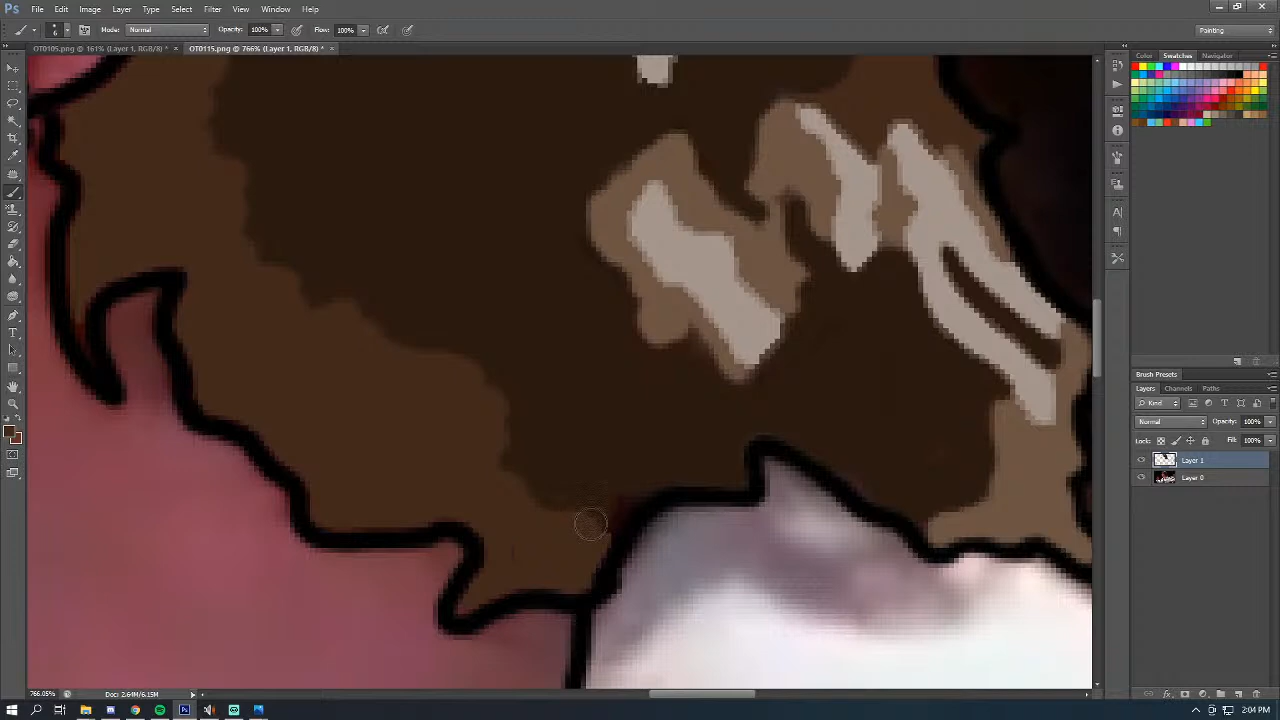 Ps File Edit Image Layer Type Select Filter 3D View Window Help
6 Mode: Normal Opacity: 100% Flow: 100% Painting
OT0105.png @ 161% (Layer 1, RGB/8) * × OT0115.png @ 766% (Layer 1, RGB/8) * ×
Color Swatches Navigator
Brush Presets
Layers Channels Paths
Kind
Normal Opacity: 100%
Lock: Fill: 100%
Layer 1
Layer 0
766.05% Doc: 2.64M/6.15M
2:04 PM